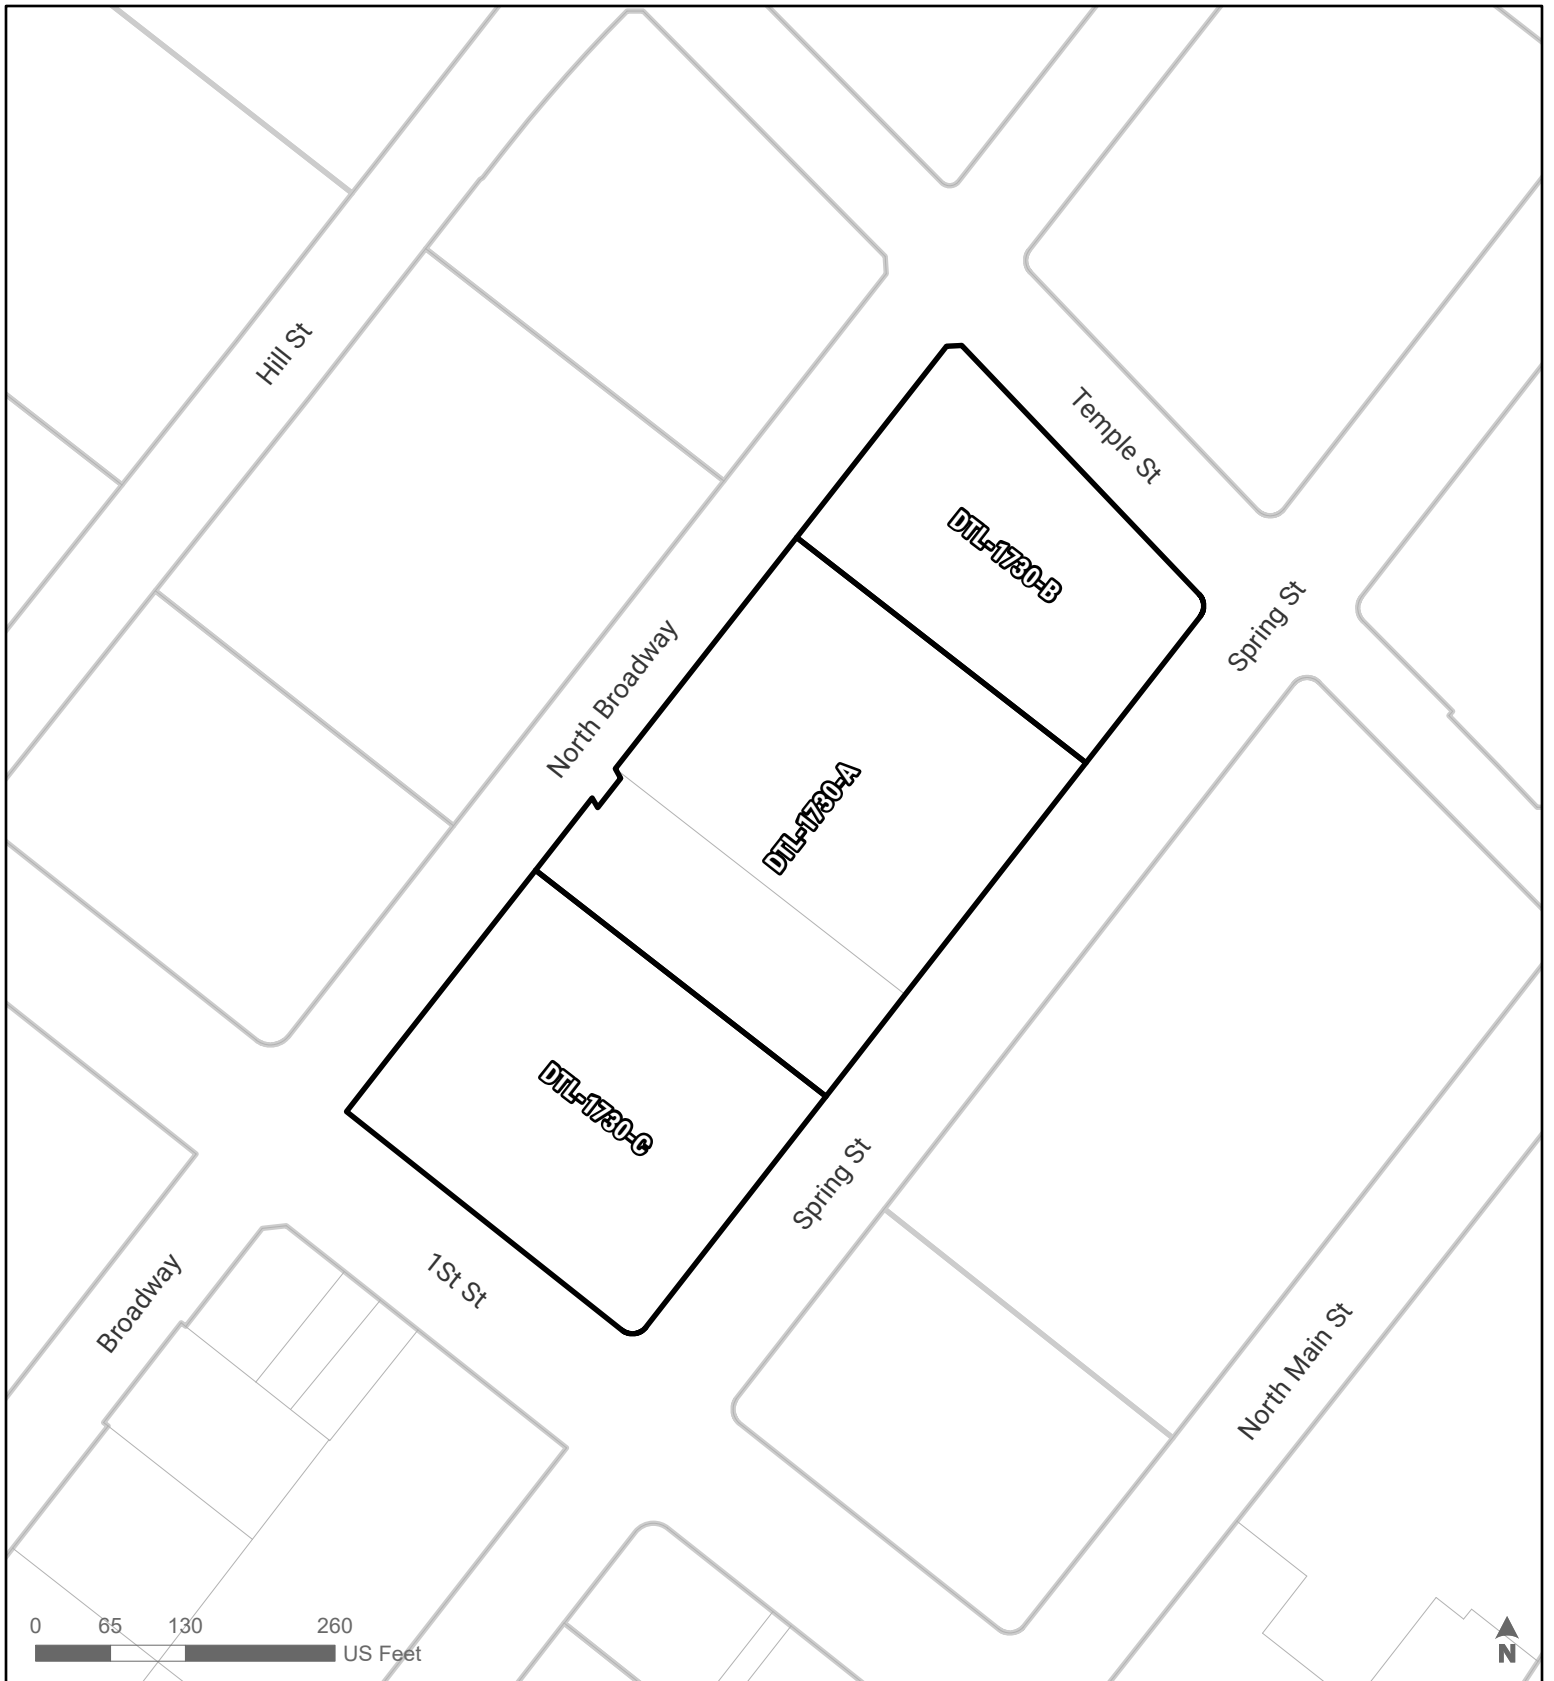 Hill St
Temple St
DTL-1730-B
Spring St
North Broadway
DTL-1730-A
DTL-1730-C
Spring St
1St St
Broadway
North Main St
0 65 130 260
US Feet
N